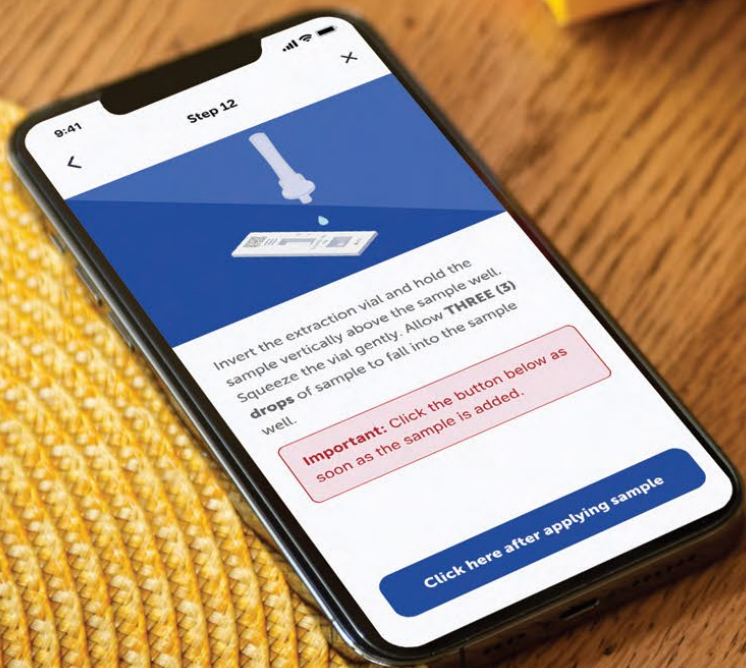 9:41
Step 12
Invert the extraction vial and hold the
sample vertically above the sample well.
Squeeze the vial gently. Allow THREE (3)
drops of sample to fall into the sample
well.
Important: Click the button below as
soon as the sample is added.
Click here after applying sample